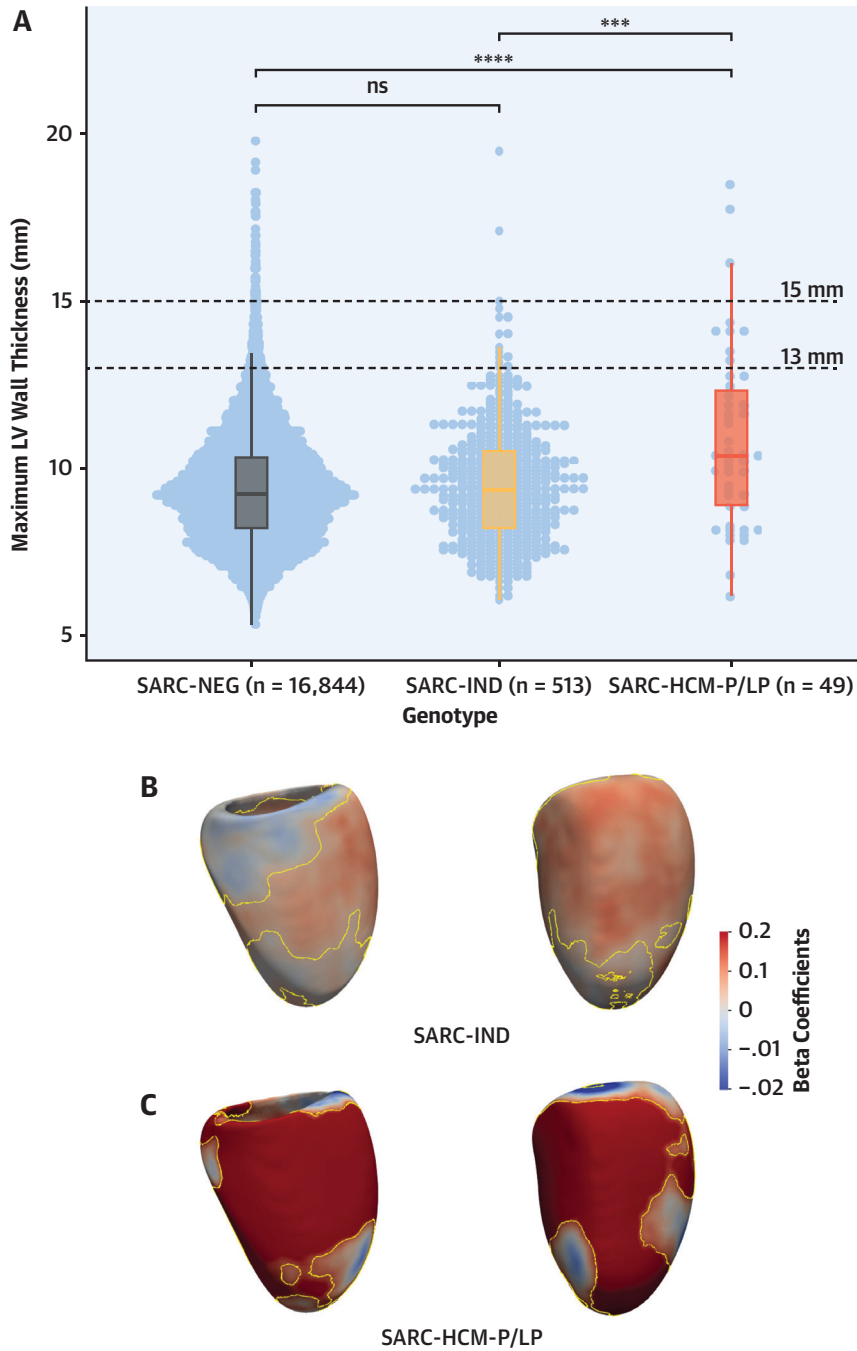 A
***
****
ns
20
15 mm
15
13 mm
10
5
Maximum LV Wall Thickness (mm)
SARC-NEG (n = 16,844) SARC-IND (n = 513) SARC-HCM-P/LP (n = 49)
Genotype
B
SARC-IND
0.2
0.1
0
–.01
–.02
Beta Coefficients
C
SARC-HCM-P/LP